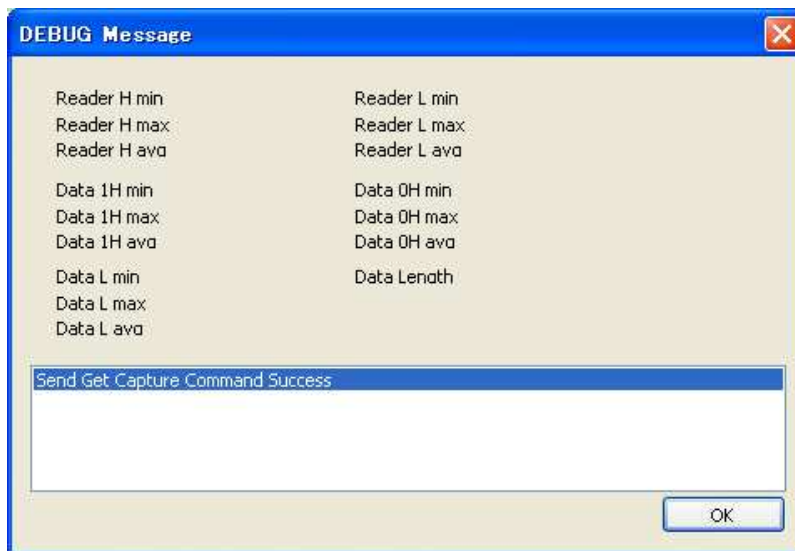 DEBUG Message
Reader H min
Reader H max
Reader H avg
Reader L min
Reader L max
Reader L avg
Data 1H min
Data 1H max
Data 1H avg
Data 0H min
Data 0H max
Data 0H avg
Data L min
Data L max
Data L avg
Data Length
Send Get Capture Command Success
OK